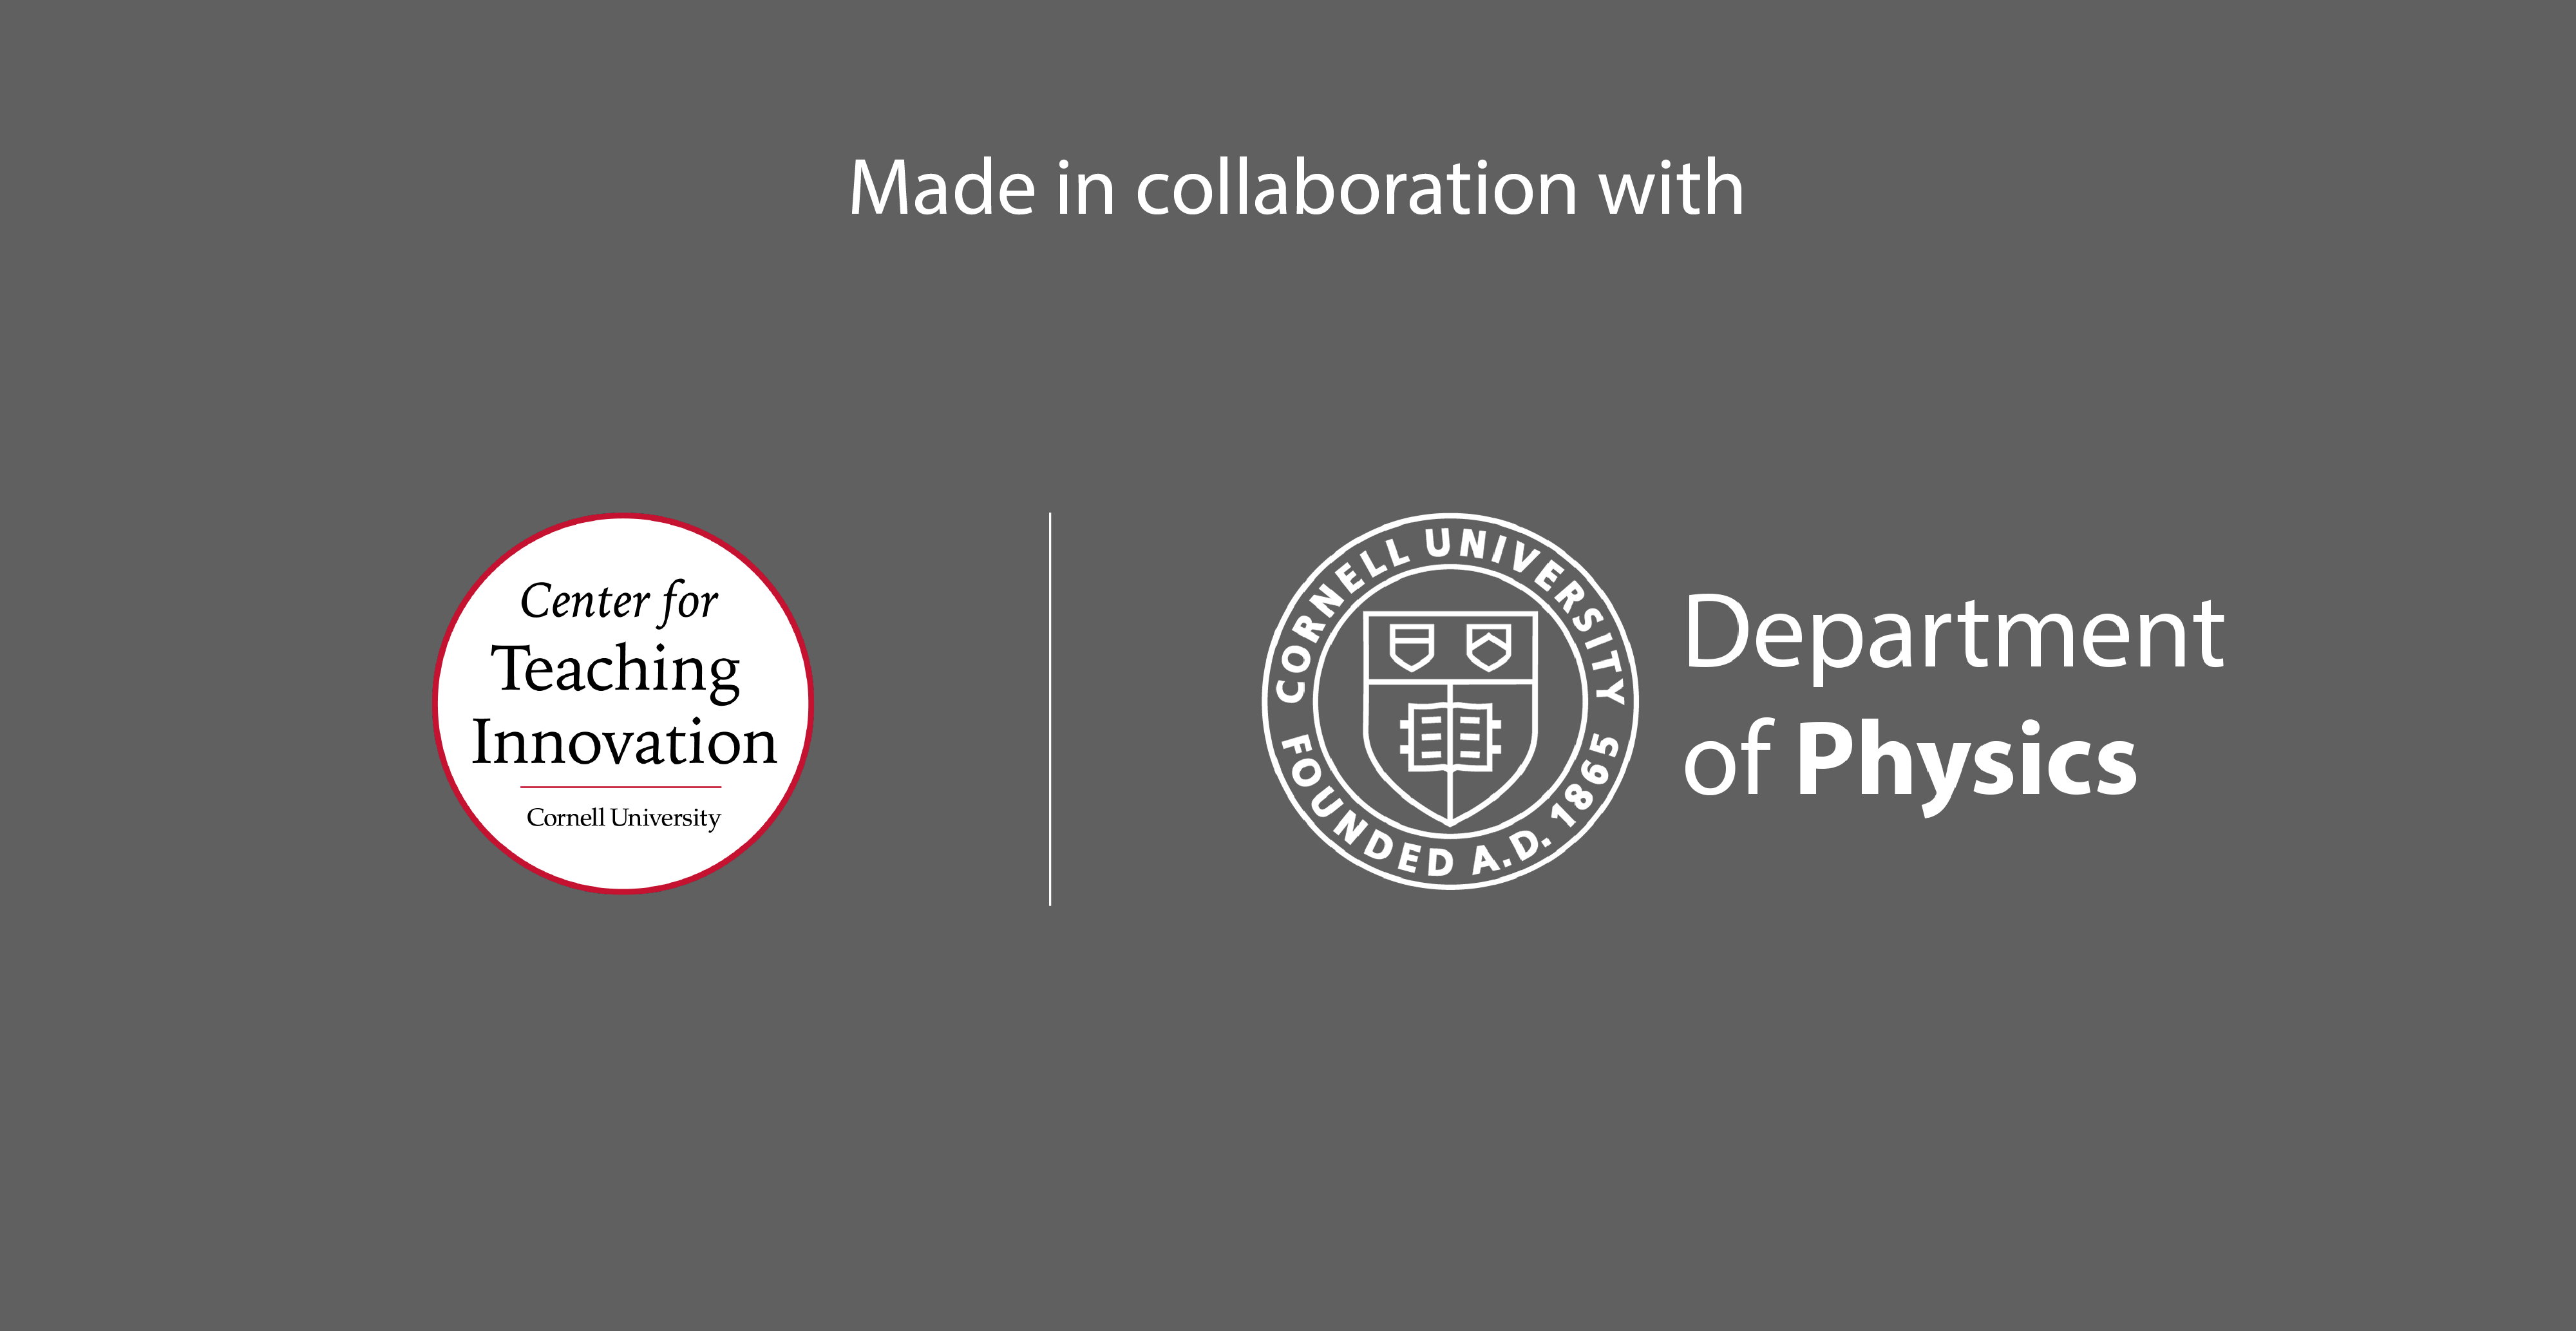 Made in collaboration with
Center for
Teaching
Innovation
Cornell University
CORNELL UNIVERSITY
FOUNDED A.D. 1865
Department
of Physics